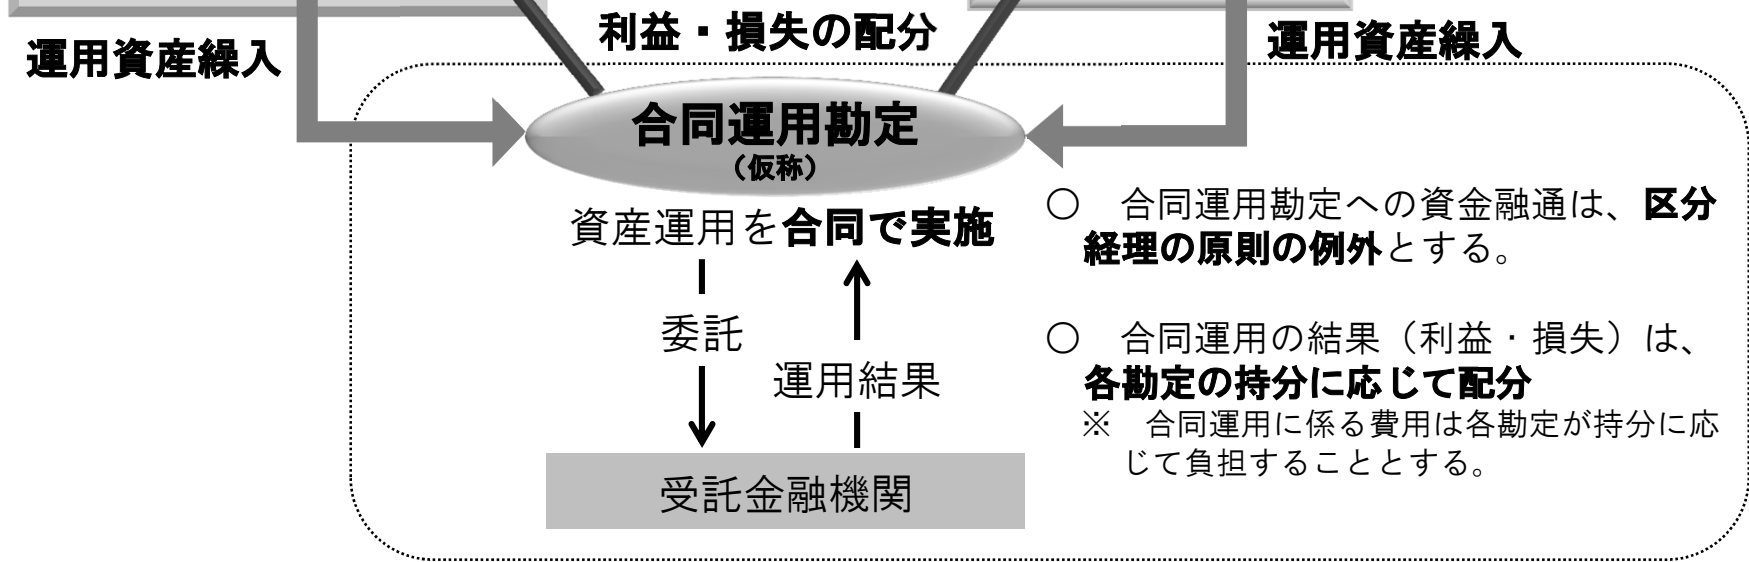 利益・損失の配分
運用資産繰入
運用資産繰入
合同運用勘定
（仮称）
資産運用を合同で実施
委託
運用結果
受託金融機関
〇　合同運用勘定への資金融通は、区分
経理の原則の例外とする。
〇　合同運用の結果（利益・損失）は、
各勘定の持分に応じて配分
※　合同運用に係る費用は各勘定が持分に応
じて負担することとする。